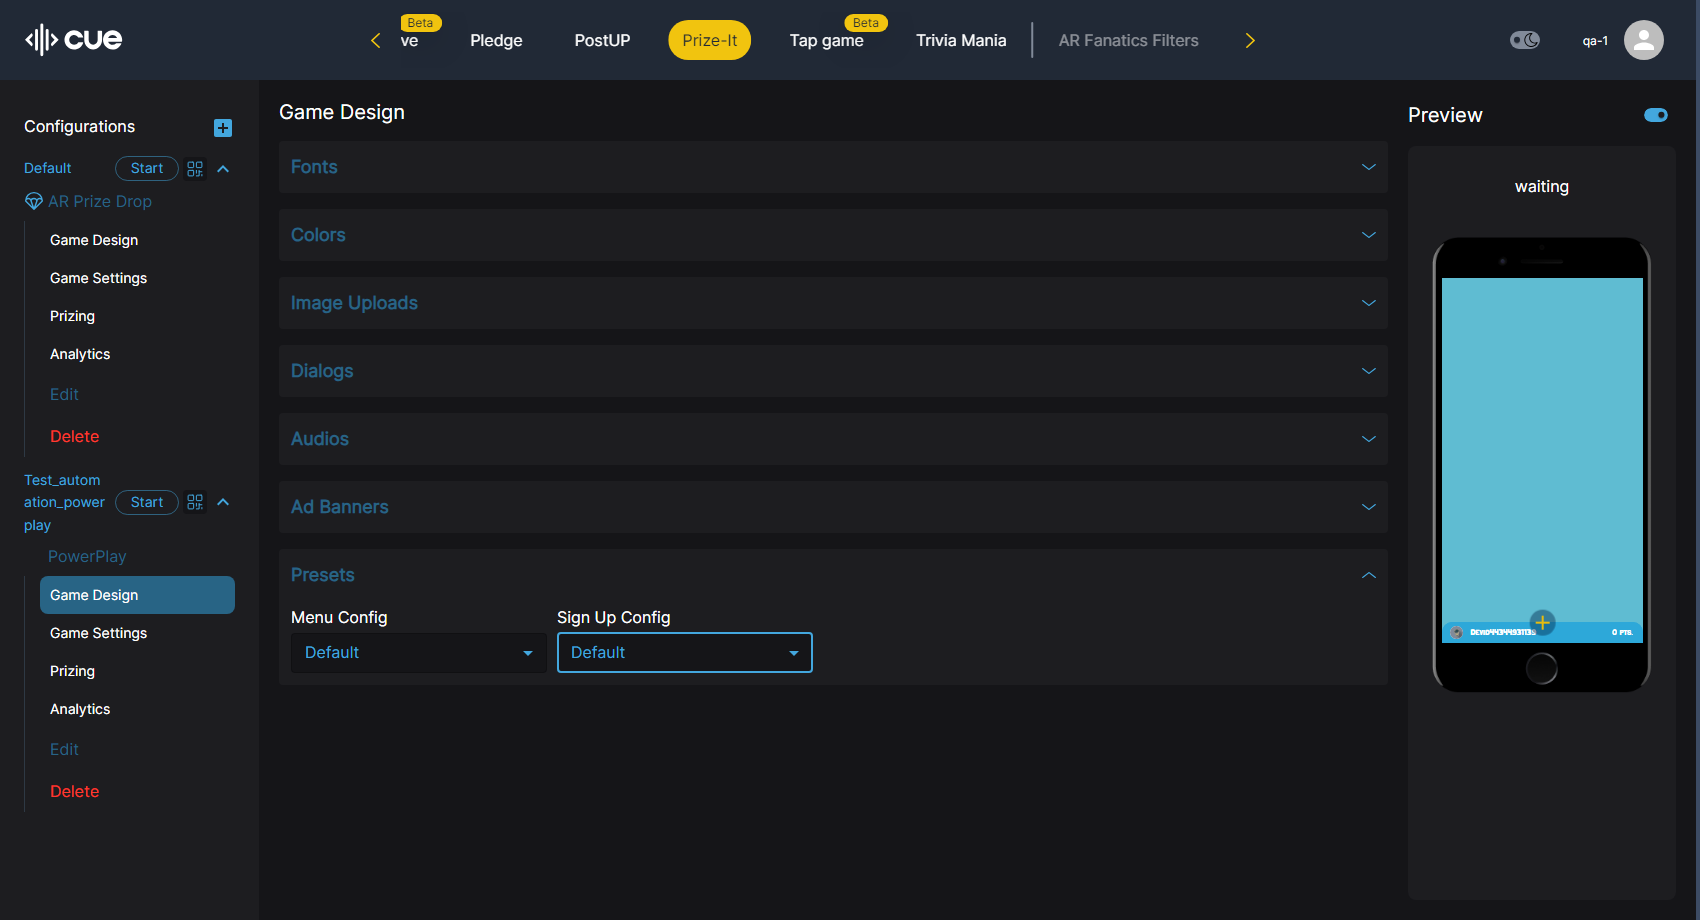 cue
Beta
ve
Pledge
PostUP
Prize-It
Beta
Tap game
Trivia Mania
AR Fanatics Filters
qa-1
Configurations
Default
Start
AR Prize Drop
Game Design
Game Settings
Prizing
Analytics
Edit
Delete
Test_autom
ation_power
play
Start
PowerPlay
Game Design
Game Settings
Prizing
Analytics
Edit
Delete
Game Design
Fonts
Colors
Image Uploads
Dialogs
Audios
Ad Banners
Presets
Menu Config
Default
Sign Up Config
Default
Preview
waiting
0 PTS.